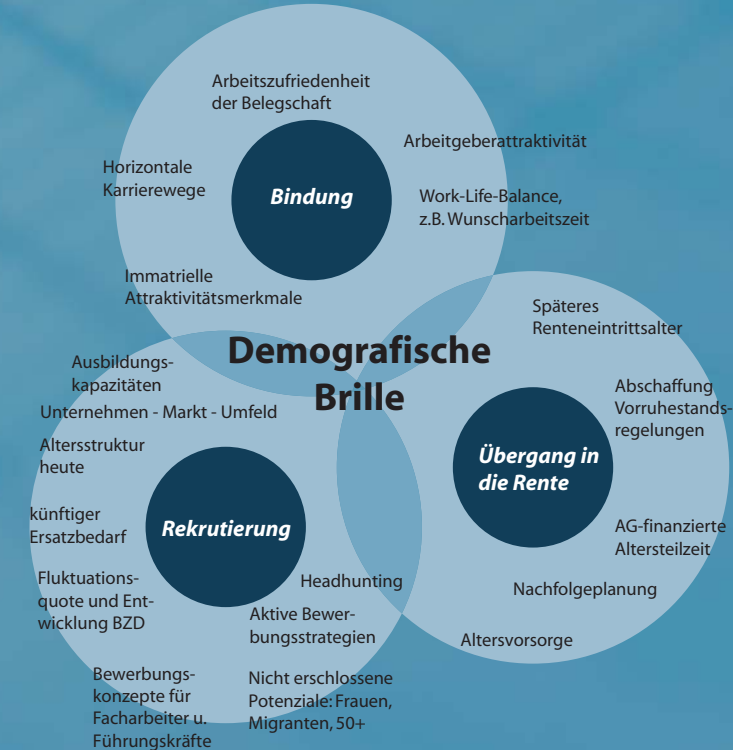 Arbeitszufriedenheit
der Belegschaft
Arbeitgeberattraktivität
Horizontale
Karrierewege
Bindung
Work-Life-Balance,
z.B. Wunscharbeitszeit
Immatrielle
Attraktivitätsmerkmale
Demografische
Brille
Späteres
Renteneintrittsalter
Abschaffung
Vorruhestands-
regelungen
Übergang in
die Rente
AG-finanzierte
Altersteilzeit
Nachfolgeplanung
Altersvorsorge
Ausbildungs-
kapazitäten
Unternehmen - Markt - Umfeld
Altersstruktur
heute
künftiger
Ersatzbedarf
Rekrutierung
Fluktuations-
quote und Ent-
wicklung BZD
Headhunting
Aktive Bewer-
bungsstrategien
Bewerbungs-
konzepte für
Facharbeiter u.
Führungskräfte
Nicht erschlossene
Potenziale: Frauen,
Migranten, 50+